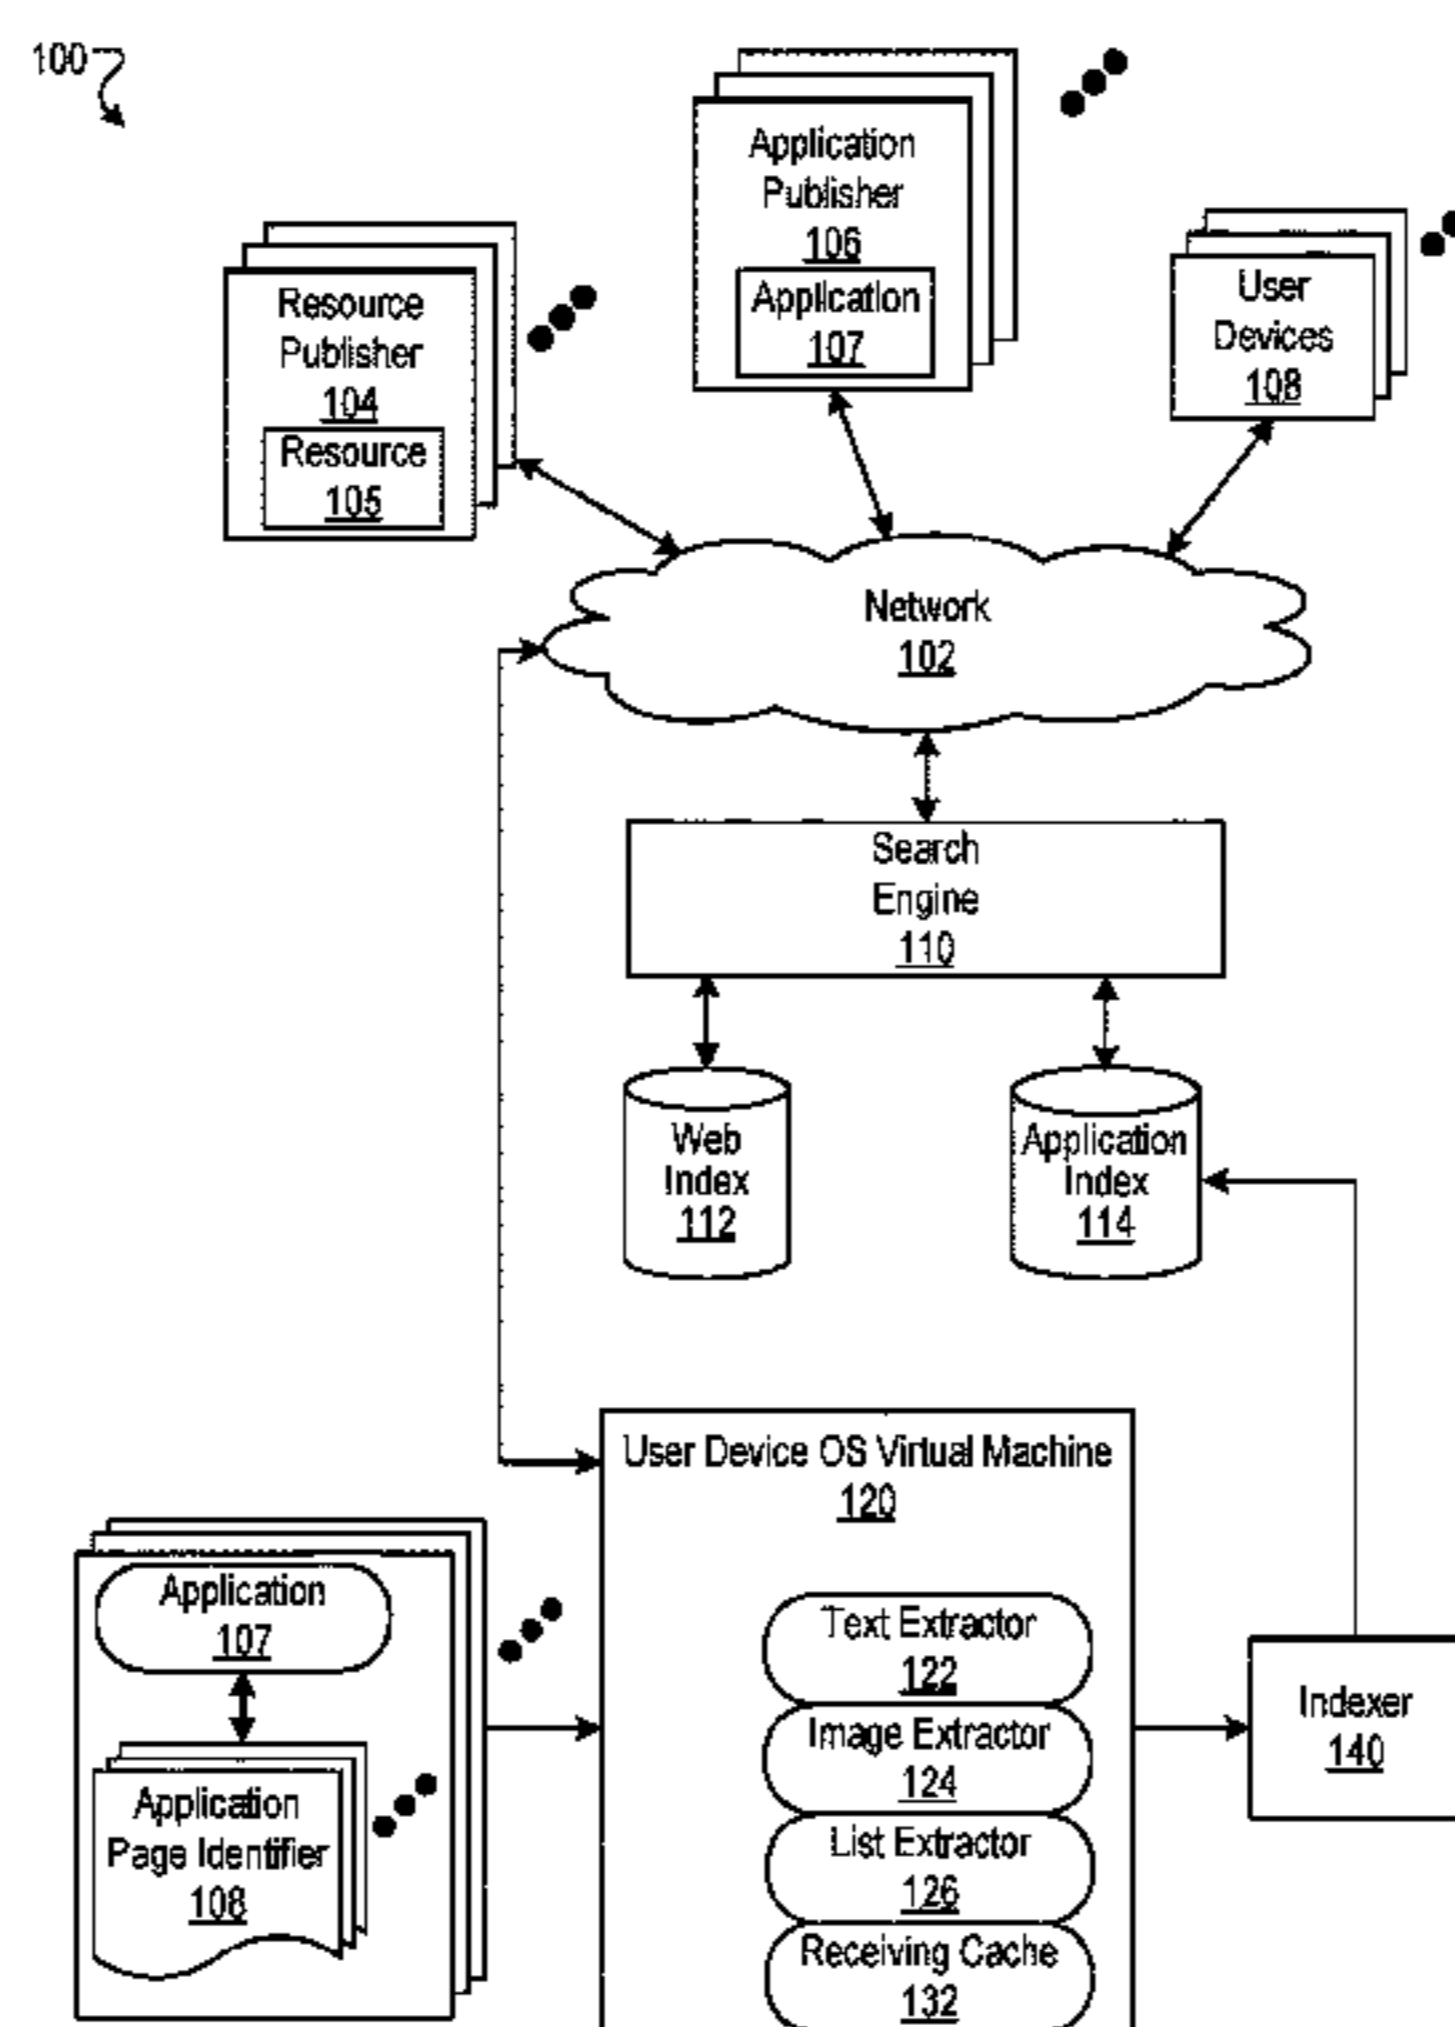 100
Application
Publisher
106
Application
107
Resource
Publisher
104
Resource
105
User
Devices
108
Network
102
Search
Engine
110
Web
Index
112
Application
Index
114
User Device OS Virtual Machine
120
Application
107
Application
Page Identifier
108
Text Extractor
122
Image Extractor
124
List Extractor
126
Receiving Cache
132
Indexer
140